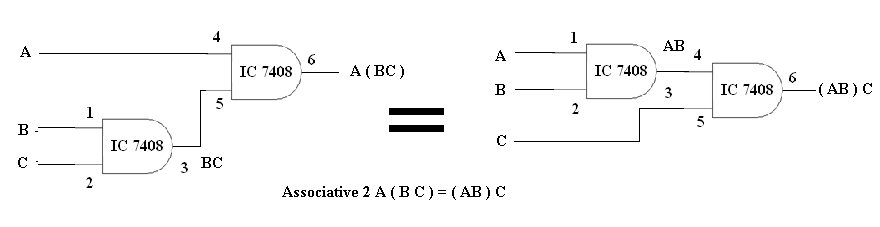 A 4 IC 7408 6 A ( BC )
5
B 1
IC 7408
C 2 3 BC
=
A 1 IC 7408 AB 4
B 2 3 IC 7408 6 ( AB ) C
C 5
Associative 2 A ( B C ) = ( AB ) C